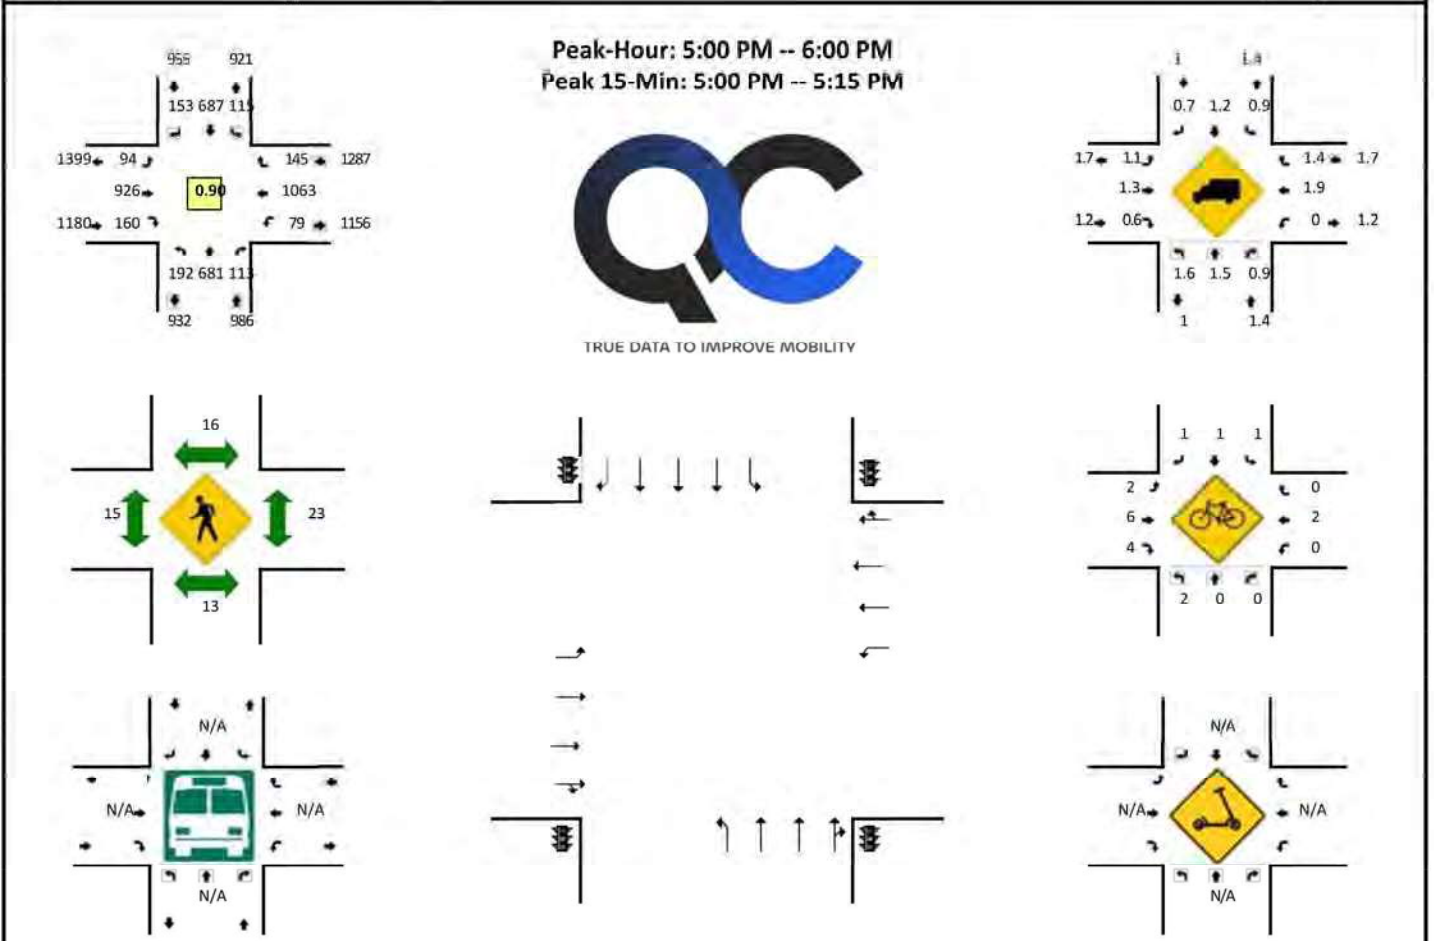 Peak-Hour: 5:00 PM -- 6:00 PM
Peak 15-Min: 5:00 PM -- 5:15 PM
955 921
153 687 115
1399 94 145 1287
926 0.90 1063
1180 160 79 1156
192 681 113
932 986
QC
TRUE DATA TO IMPROVE MOBILITY
1 1.4
0.7 1.2 0.9
1.7 1.1 1.4 1.7
1.3 1.9
1.2 0.6 0 1.2
1.6 1.5 0.9
1 1.4
16
15 23
13
1 1 1
2 0
6 2
4 0
2 0 0
N/A
N/A N/A
N/A
N/A
N/A N/A
N/A